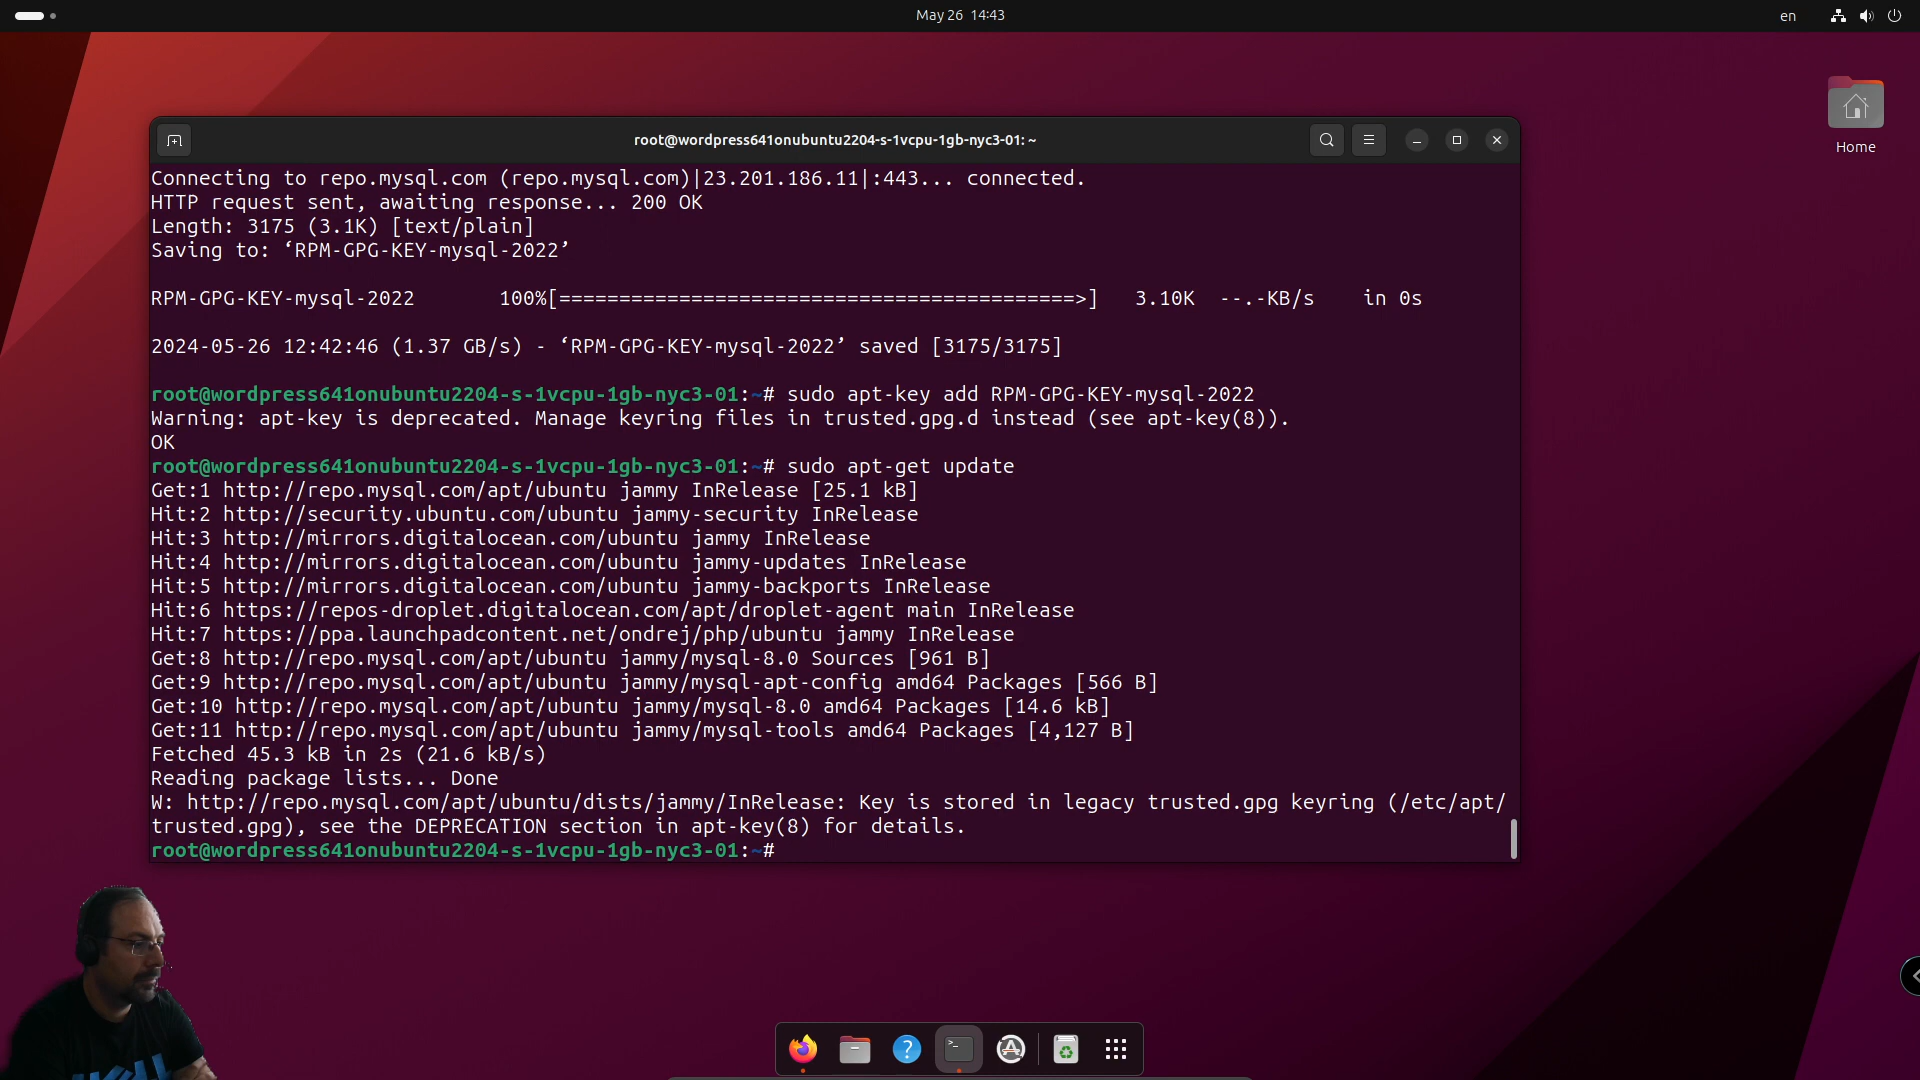 May 26 14:43
en
Home
root@wordpress641onubuntu2204-s-1vcpu-1gb-nyc3-01: ~
Connecting to repo.mysql.com (repo.mysql.com)|23.201.186.11|:443... connected.
HTTP request sent, awaiting response... 200 OK
Length: 3175 (3.1K) [text/plain]
Saving to: ‘RPM-GPG-KEY-mysql-2022’
RPM-GPG-KEY-mysql-2022 100%[===========================================>] 3.10K --.-KB/s in 0s
2024-05-26 12:42:46 (1.37 GB/s) - ‘RPM-GPG-KEY-mysql-2022’ saved [3175/3175]
root@wordpress641onubuntu2204-s-1vcpu-1gb-nyc3-01:~# sudo apt-key add RPM-GPG-KEY-mysql-2022
Warning: apt-key is deprecated. Manage keyring files in trusted.gpg.d instead (see apt-key(8)).
OK
root@wordpress641onubuntu2204-s-1vcpu-1gb-nyc3-01:~# sudo apt-get update
Get:1 http://repo.mysql.com/apt/ubuntu jammy InRelease [25.1 kB]
Hit:2 http://security.ubuntu.com/ubuntu jammy-security InRelease
Hit:3 http://mirrors.digitalocean.com/ubuntu jammy InRelease
Hit:4 http://mirrors.digitalocean.com/ubuntu jammy-updates InRelease
Hit:5 http://mirrors.digitalocean.com/ubuntu jammy-backports InRelease
Hit:6 https://repos-droplet.digitalocean.com/apt/droplet-agent main InRelease
Hit:7 https://ppa.launchpadcontent.net/ondrej/php/ubuntu jammy InRelease
Get:8 http://repo.mysql.com/apt/ubuntu jammy/mysql-8.0 Sources [961 B]
Get:9 http://repo.mysql.com/apt/ubuntu jammy/mysql-apt-config amd64 Packages [566 B]
Get:10 http://repo.mysql.com/apt/ubuntu jammy/mysql-8.0 amd64 Packages [14.6 kB]
Get:11 http://repo.mysql.com/apt/ubuntu jammy/mysql-tools amd64 Packages [4,127 B]
Fetched 45.3 kB in 2s (21.6 kB/s)
Reading package lists... Done
W: http://repo.mysql.com/apt/ubuntu/dists/jammy/InRelease: Key is stored in legacy trusted.gpg keyring (/etc/apt/
trusted.gpg), see the DEPRECATION section in apt-key(8) for details.
root@wordpress641onubuntu2204-s-1vcpu-1gb-nyc3-01:~#